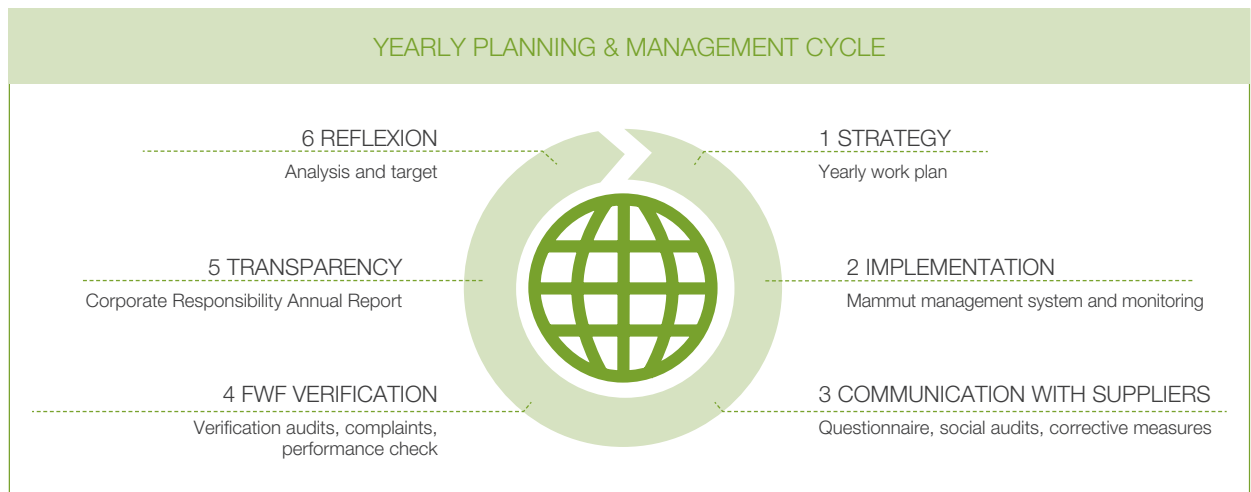 YEARLY PLANNING & MANAGEMENT CYCLE
1 STRATEGY
Yearly work plan
2 IMPLEMENTATION
Mammut management system and monitoring
3 COMMUNICATION WITH SUPPLIERS
Questionnaire, social audits, corrective measures
4 FWF VERIFICATION
Verification audits, complaints,
performance check
5 TRANSPARENCY
Corporate Responsibility Annual Report
6 REFLEXION
Analysis and target